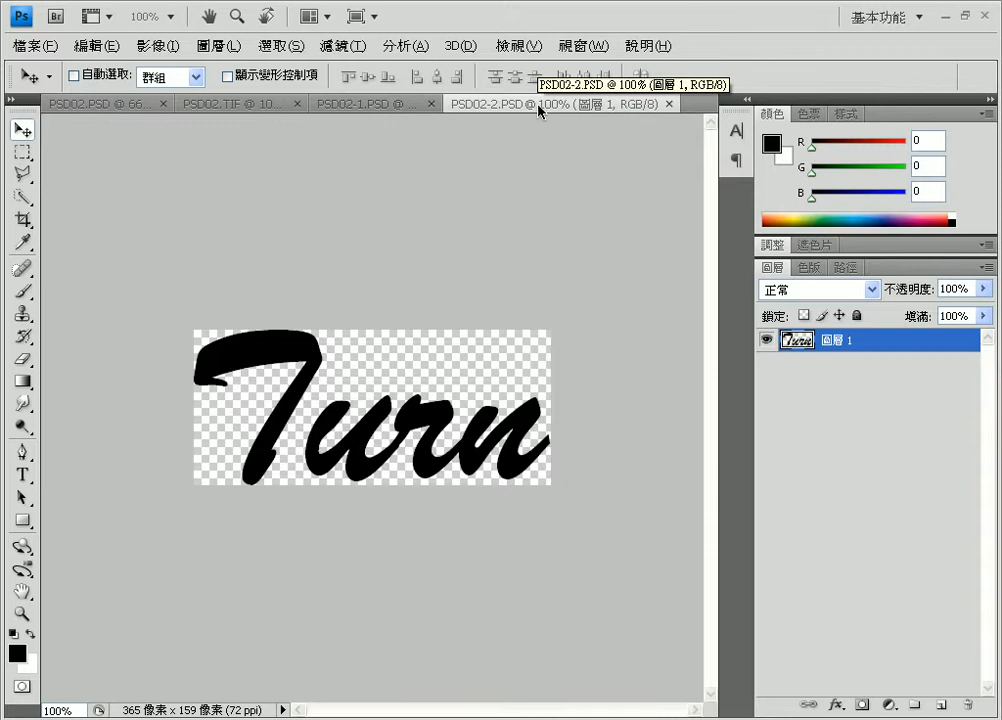 Ps Br 100% 基本功能
檔案(F) 編輯(E) 影像(I) 圖層(L) 選取(S) 濾鏡(T) 分析(A) 3D(D) 檢視(V) 視窗(W) 說明(H)
自動選取: 群組 顯示變形控制項
PSD02-2.PSD @ 100% (圖層 1, RGB/8)
PSD02.PSD @ 66... PSD02.TIF @ 10... PSD02-1.PSD @ ... PSD02-2.PSD @ 100% (圖層 1, RGB/8)
顏色 色票 樣式
R 0
G 0
B 0
調整 遮色片
圖層 色版 路徑
正常 不透明度: 100%
鎖定: 填滿: 100%
Turn 圖層 1
Turn
100% 365 像素 x 159 像素 (72 ppi)